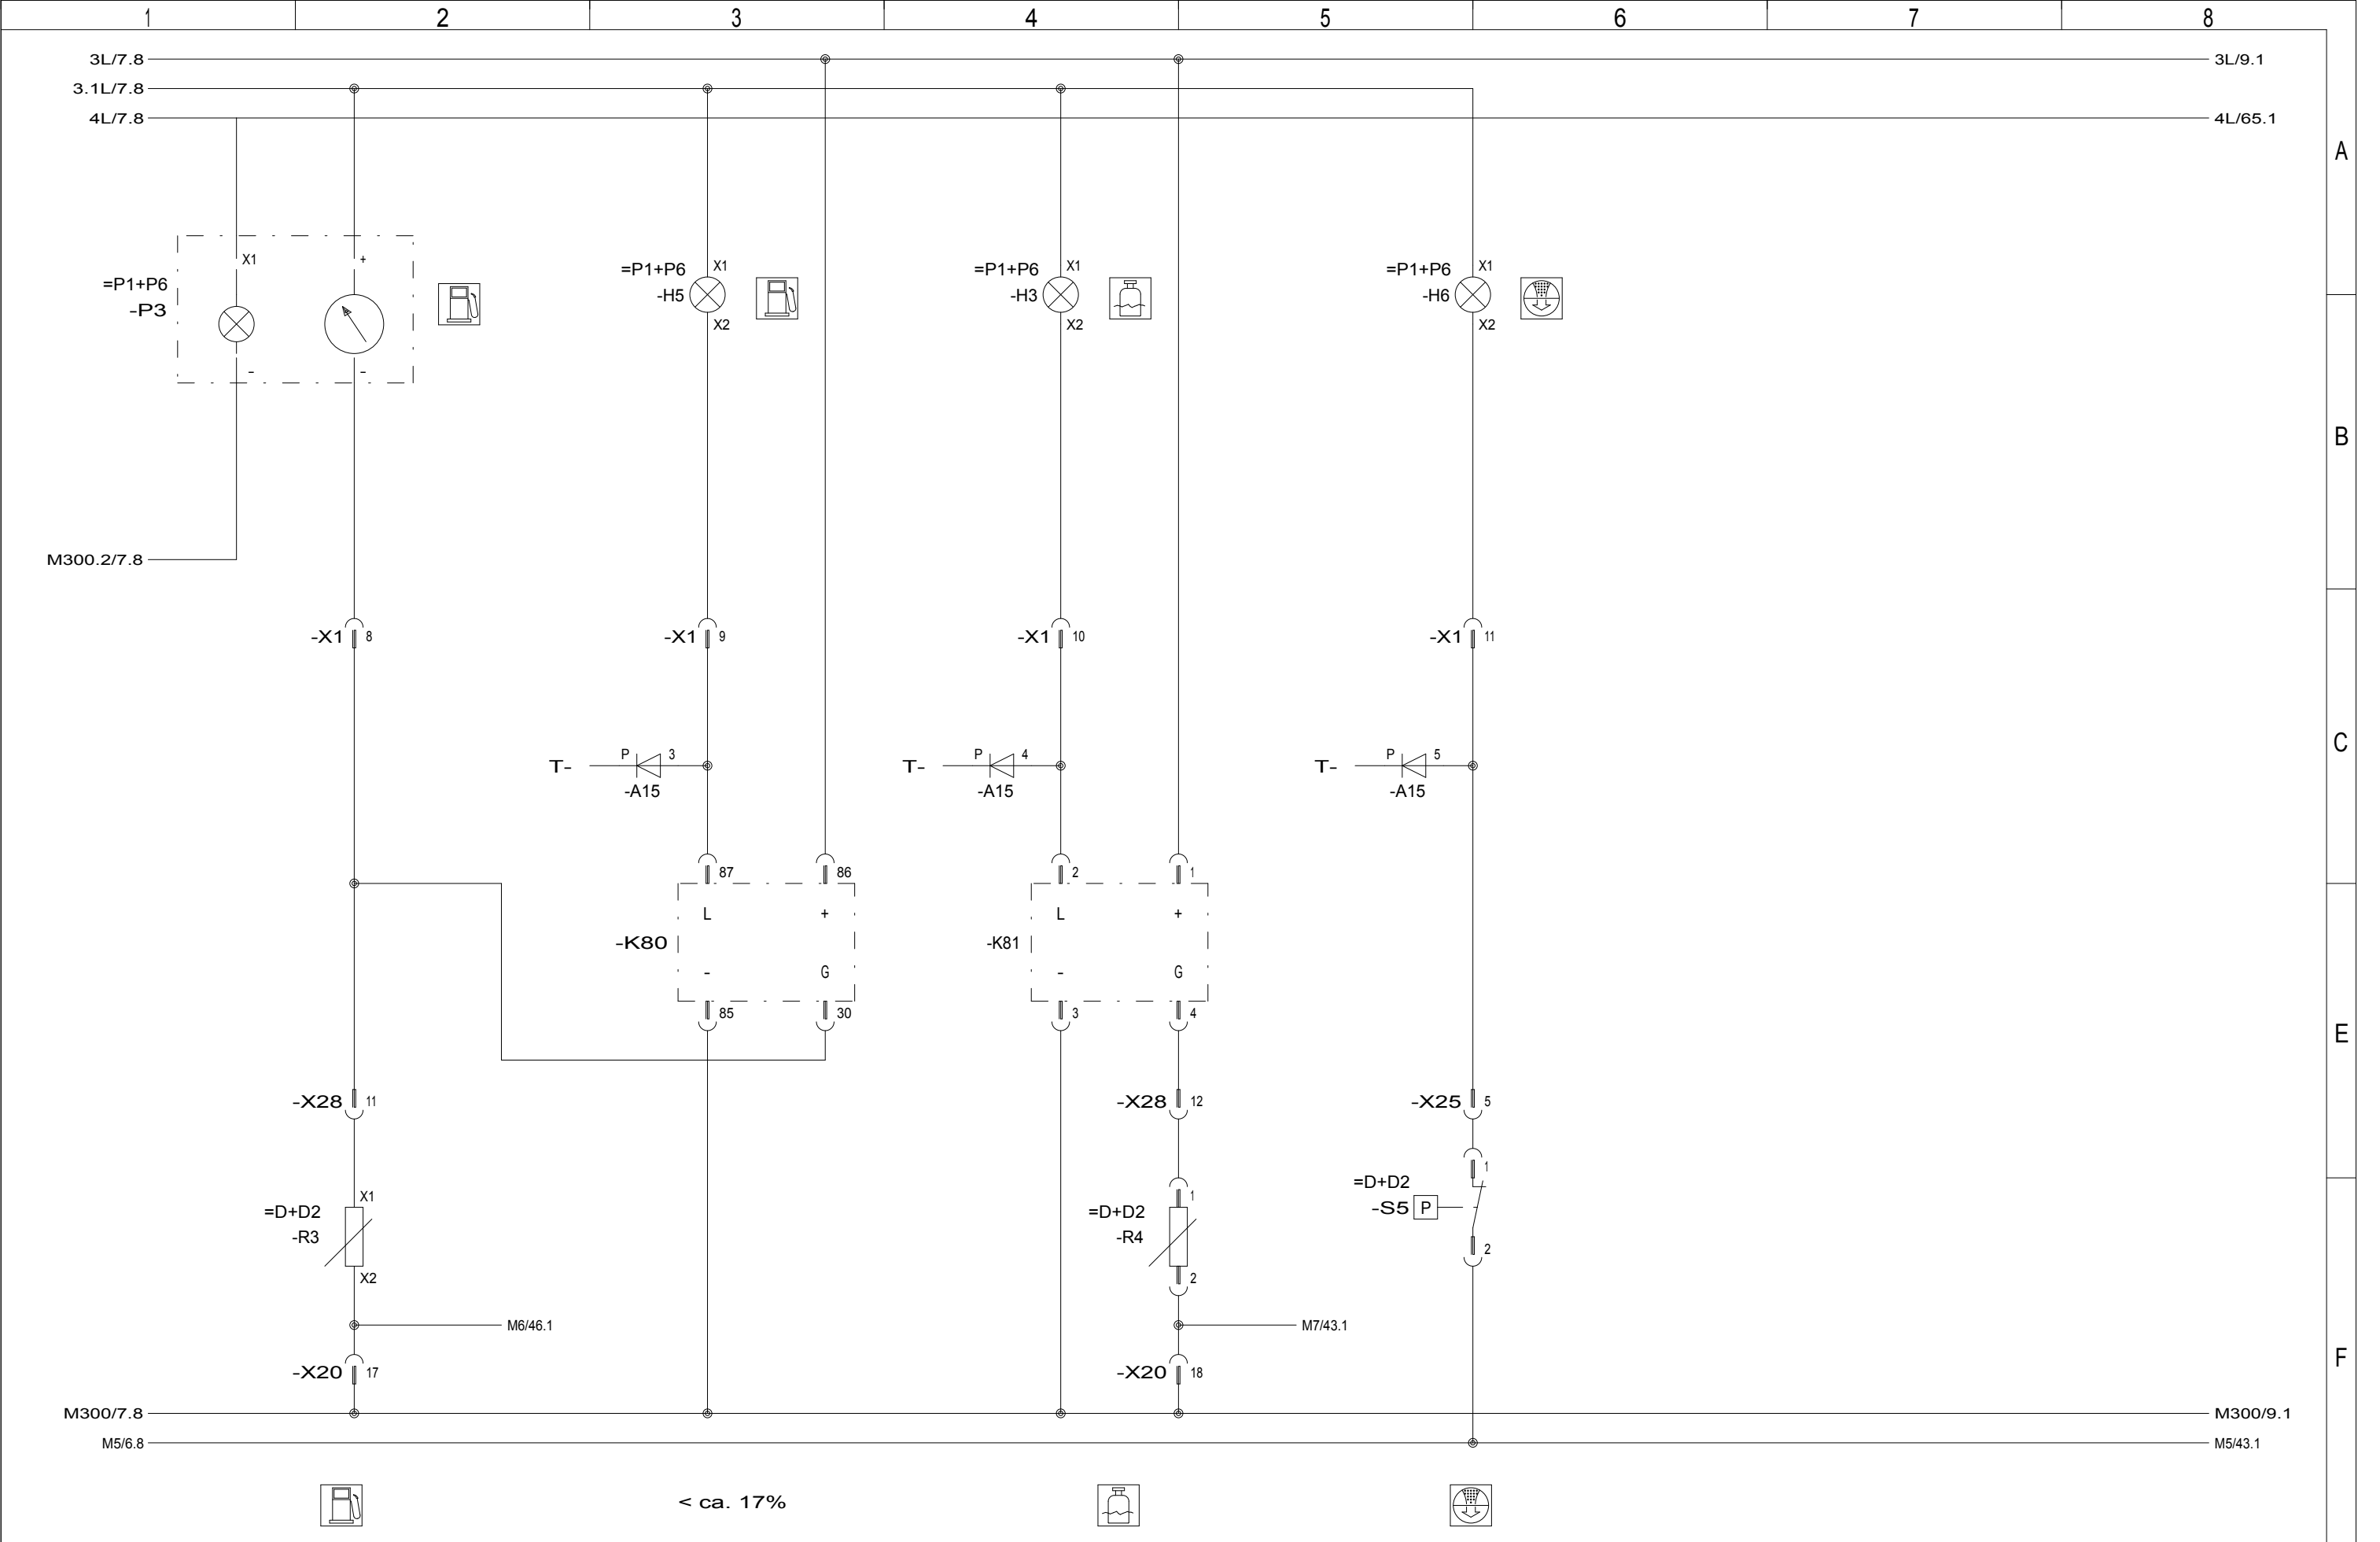 1 2 3 4 5 6 7 8
3L/7.8 3L/9.1
3.1L/7.8
4L/7.8 4L/65.1
A
X1 +
=P1+P6
-P3
- -
=P1+P6 X1
-H5
X2
=P1+P6 X1
-H3
X2
=P1+P6 X1
-H6
X2
B
M300.2/7.8
-X1 8 -X1 9 -X1 10 -X1 11
C
T- P 3
-A15
T- P 4
-A15
T- P 5
-A15
87 86
L +
-K80
- G
85 30
2 1
L +
-K81
- G
3 4
E
-X28 11 -X28 12 -X25 5
=D+D2 X1
-R3
X2
1
=D+D2
-R4
2
1
=D+D2
-S5 P
2
M6/46.1 M7/43.1
-X20 17 -X20 18
F
M300/7.8 M300/9.1
M5/6.8 M5/43.1
< ca. 17%